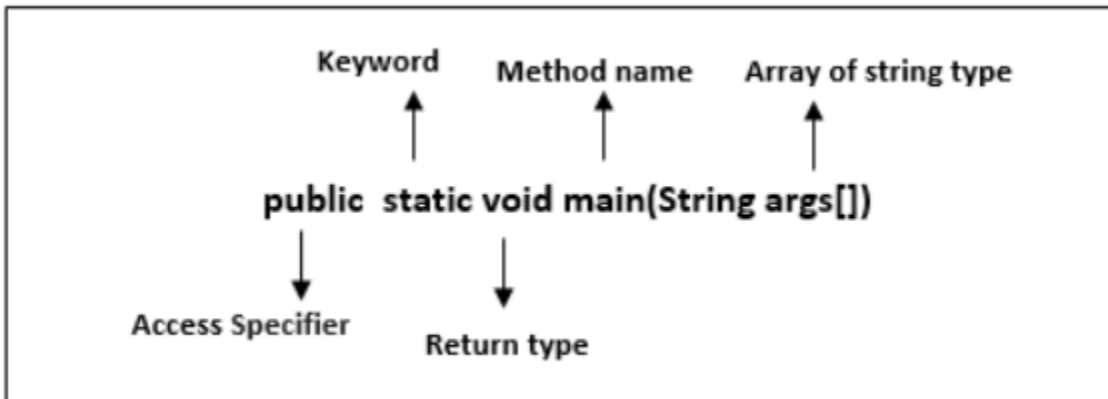 Keyword
Method name
Array of string type
public static void main(String args[])
Access Specifier
Return type